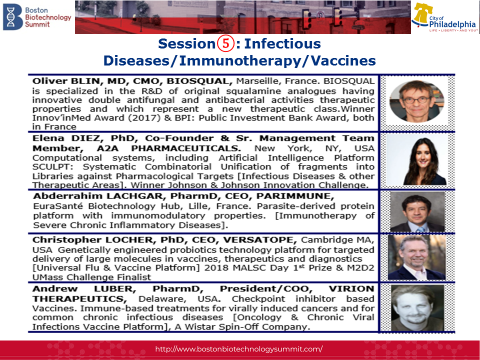 Boston
Biotechnology
Summit
City of
Philadelphia
LIFE • LIBERTY • AND YOU™
Session⑤: Infectious
Diseases/Immunotherapy/Vaccines
Oliver BLIN, MD, CMO, BIOSQUAL, Marseille, France. BIOSQUAL
is specialized in the R&D of original squalamine analogues having
innovative double antifungal and antibacterial activities therapeutic
properties and which represent a new therapeutic class.Winner
Innov'inMed Award (2017) & BPI: Public Investment Bank Award, both
in France
Elena DIEZ, PhD, Co-Founder & Sr. Management Team
Member, A2A PHARMACEUTICALS. New York, NY, USA
Computational systems, including Artificial Intelligence Platform
SCULPT: Systematic Combinatorial Unification of fragments into
Libraries against Pharmacological Targets [Infectious Diseases & other
Therapeutic Areas]. Winner Johnson & Johnson Innovation Challenge.
Abderrahim LACHGAR, PharmD, CEO, PARIMMUNE,
EuraSanté Biotechnology Hub, Lille, France. Parasite-derived protein
platform with immunomodulatory properties. [Immunotherapy of
Severe Chronic Inflammatory Diseases].
Christopher LOCHER, PhD, CEO, VERSATOPE, Cambridge MA,
USA Genetically engineered probiotics technology platform for targeted
delivery of large molecules in vaccines, therapeutics and diagnostics
[Universal Flu & Vaccine Platform] 2018 MALSC Day 1st Prize & M2D2
UMass Challenge Finalist
Andrew LUBER, PharmD, President/COO, VIRION
THERAPEUTICS, Delaware, USA. Checkpoint inhibitor based
Vaccines. Immune-based treatments for virally induced cancers and for
common chronic infectious diseases [Oncology & Chronic Viral
Infections Vaccine Platform], A Wistar Spin-Off Company.
http://www.bostonbiotechnologysummit.com/